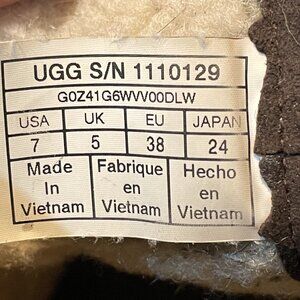 UGG S/N 1110129
G0Z41G6WVV00DLW
USA UK EU JAPAN
7 5 38 24
Made Fabrique Hecho
In en en
Vietnam Vietnam Vietnam